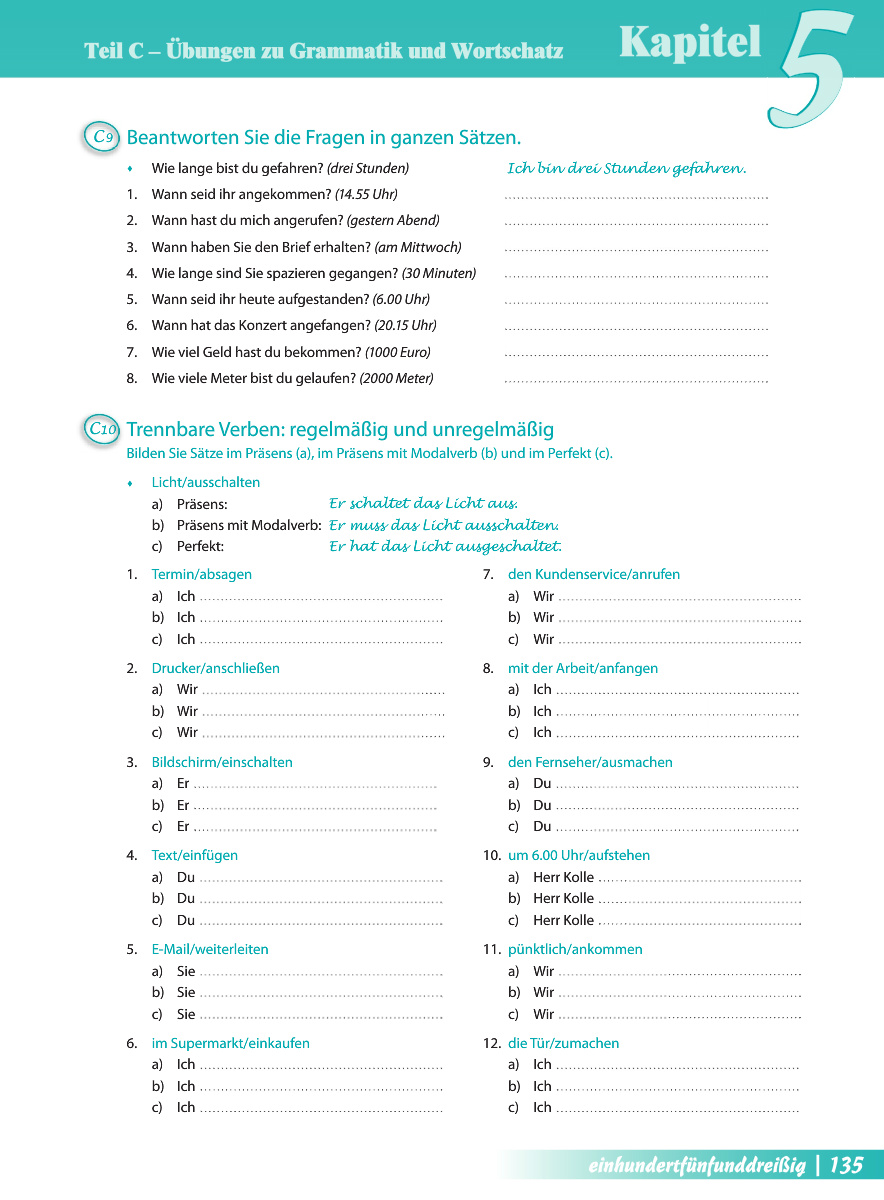 Teil C – Übungen zu Grammatik und Wortschatz
Kapitel 5
C9 Beantworten Sie die Fragen in ganzen Sätzen.
♦ Wie lange bist du gefahren? (drei Stunden) Ich bin drei Stunden gefahren.
1. Wann seid ihr angekommen? (14.55 Uhr) ..............................
2. Wann hast du mich angerufen? (gestern Abend) ..............................
3. Wann haben Sie den Brief erhalten? (am Mittwoch) ..............................
4. Wie lange sind Sie spazieren gegangen? (30 Minuten) ..............................
5. Wann seid ihr heute aufgestanden? (6.00 Uhr) ..............................
6. Wann hat das Konzert angefangen? (20.15 Uhr) ..............................
7. Wie viel Geld hast du bekommen? (1000 Euro) ..............................
8. Wie viele Meter bist du gelaufen? (2000 Meter) ..............................
C10 Trennbare Verben: regelmäßig und unregelmäßig
Bilden Sie Sätze im Präsens (a), im Präsens mit Modalverb (b) und im Perfekt (c).
♦ Licht/ausschalten
a) Präsens: Er schaltet das Licht aus.
b) Präsens mit Modalverb: Er muss das Licht ausschalten.
c) Perfekt: Er hat das Licht ausgeschaltet.
1. Termin/absagen
a) Ich ..............................
b) Ich ..............................
c) Ich ..............................
2. Drucker/anschließen
a) Wir ..............................
b) Wir ..............................
c) Wir ..............................
3. Bildschirm/einschalten
a) Er ..............................
b) Er ..............................
c) Er ..............................
4. Text/einfügen
a) Du ..............................
b) Du ..............................
c) Du ..............................
5. E-Mail/weiterleiten
a) Sie ..............................
b) Sie ..............................
c) Sie ..............................
6. im Supermarkt/einkaufen
a) Ich ..............................
b) Ich ..............................
c) Ich ..............................
7. den Kundenservice/anrufen
a) Wir ..............................
b) Wir ..............................
c) Wir ..............................
8. mit der Arbeit/anfangen
a) Ich ..............................
b) Ich ..............................
c) Ich ..............................
9. den Fernseher/ausmachen
a) Du ..............................
b) Du ..............................
c) Du ..............................
10. um 6.00 Uhr/aufstehen
a) Herr Kolle ..............................
b) Herr Kolle ..............................
c) Herr Kolle ..............................
11. pünktlich/ankommen
a) Wir ..............................
b) Wir ..............................
c) Wir ..............................
12. die Tür/zumachen
a) Ich ..............................
b) Ich ..............................
c) Ich ..............................
einhundertfünfunddreißig | 135